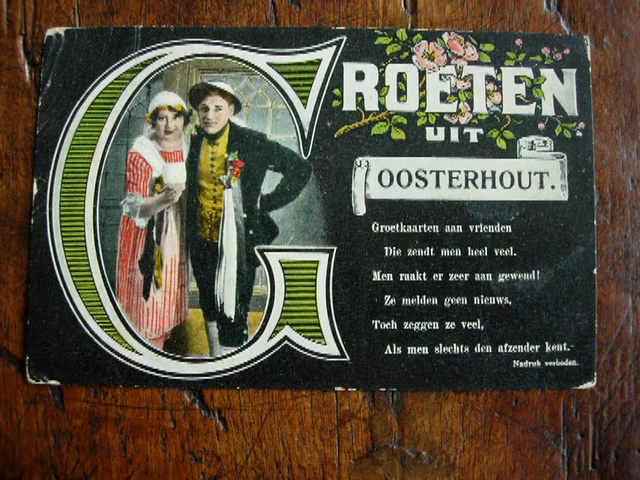 GROETEN
UIT
OOSTERHOUT.
Groetkaarten aan vrienden
Die zendt men heel veel.
Men raakt er zeer aan gewend!
Ze melden geen nieuws,
Toch zeggen ze veel,
Als men slechts den afzender kent.-
Nadruk verboden.